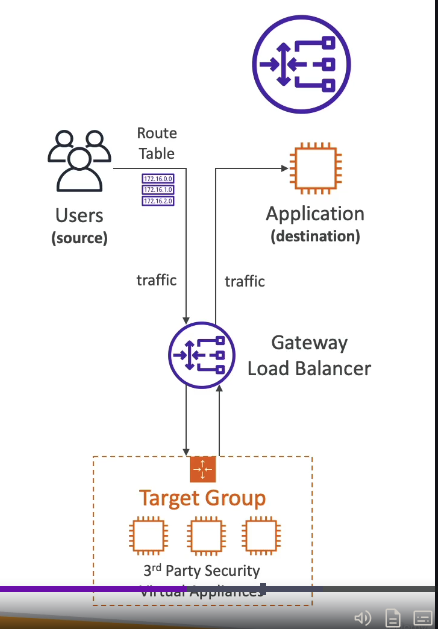 Route
Table
172.16.0.0
172.16.1.0
172.16.2.0
Users
(source)
Application
(destination)
traffic
traffic
Gateway
Load Balancer
Target Group
3rd Party Security
Virtual Appliances